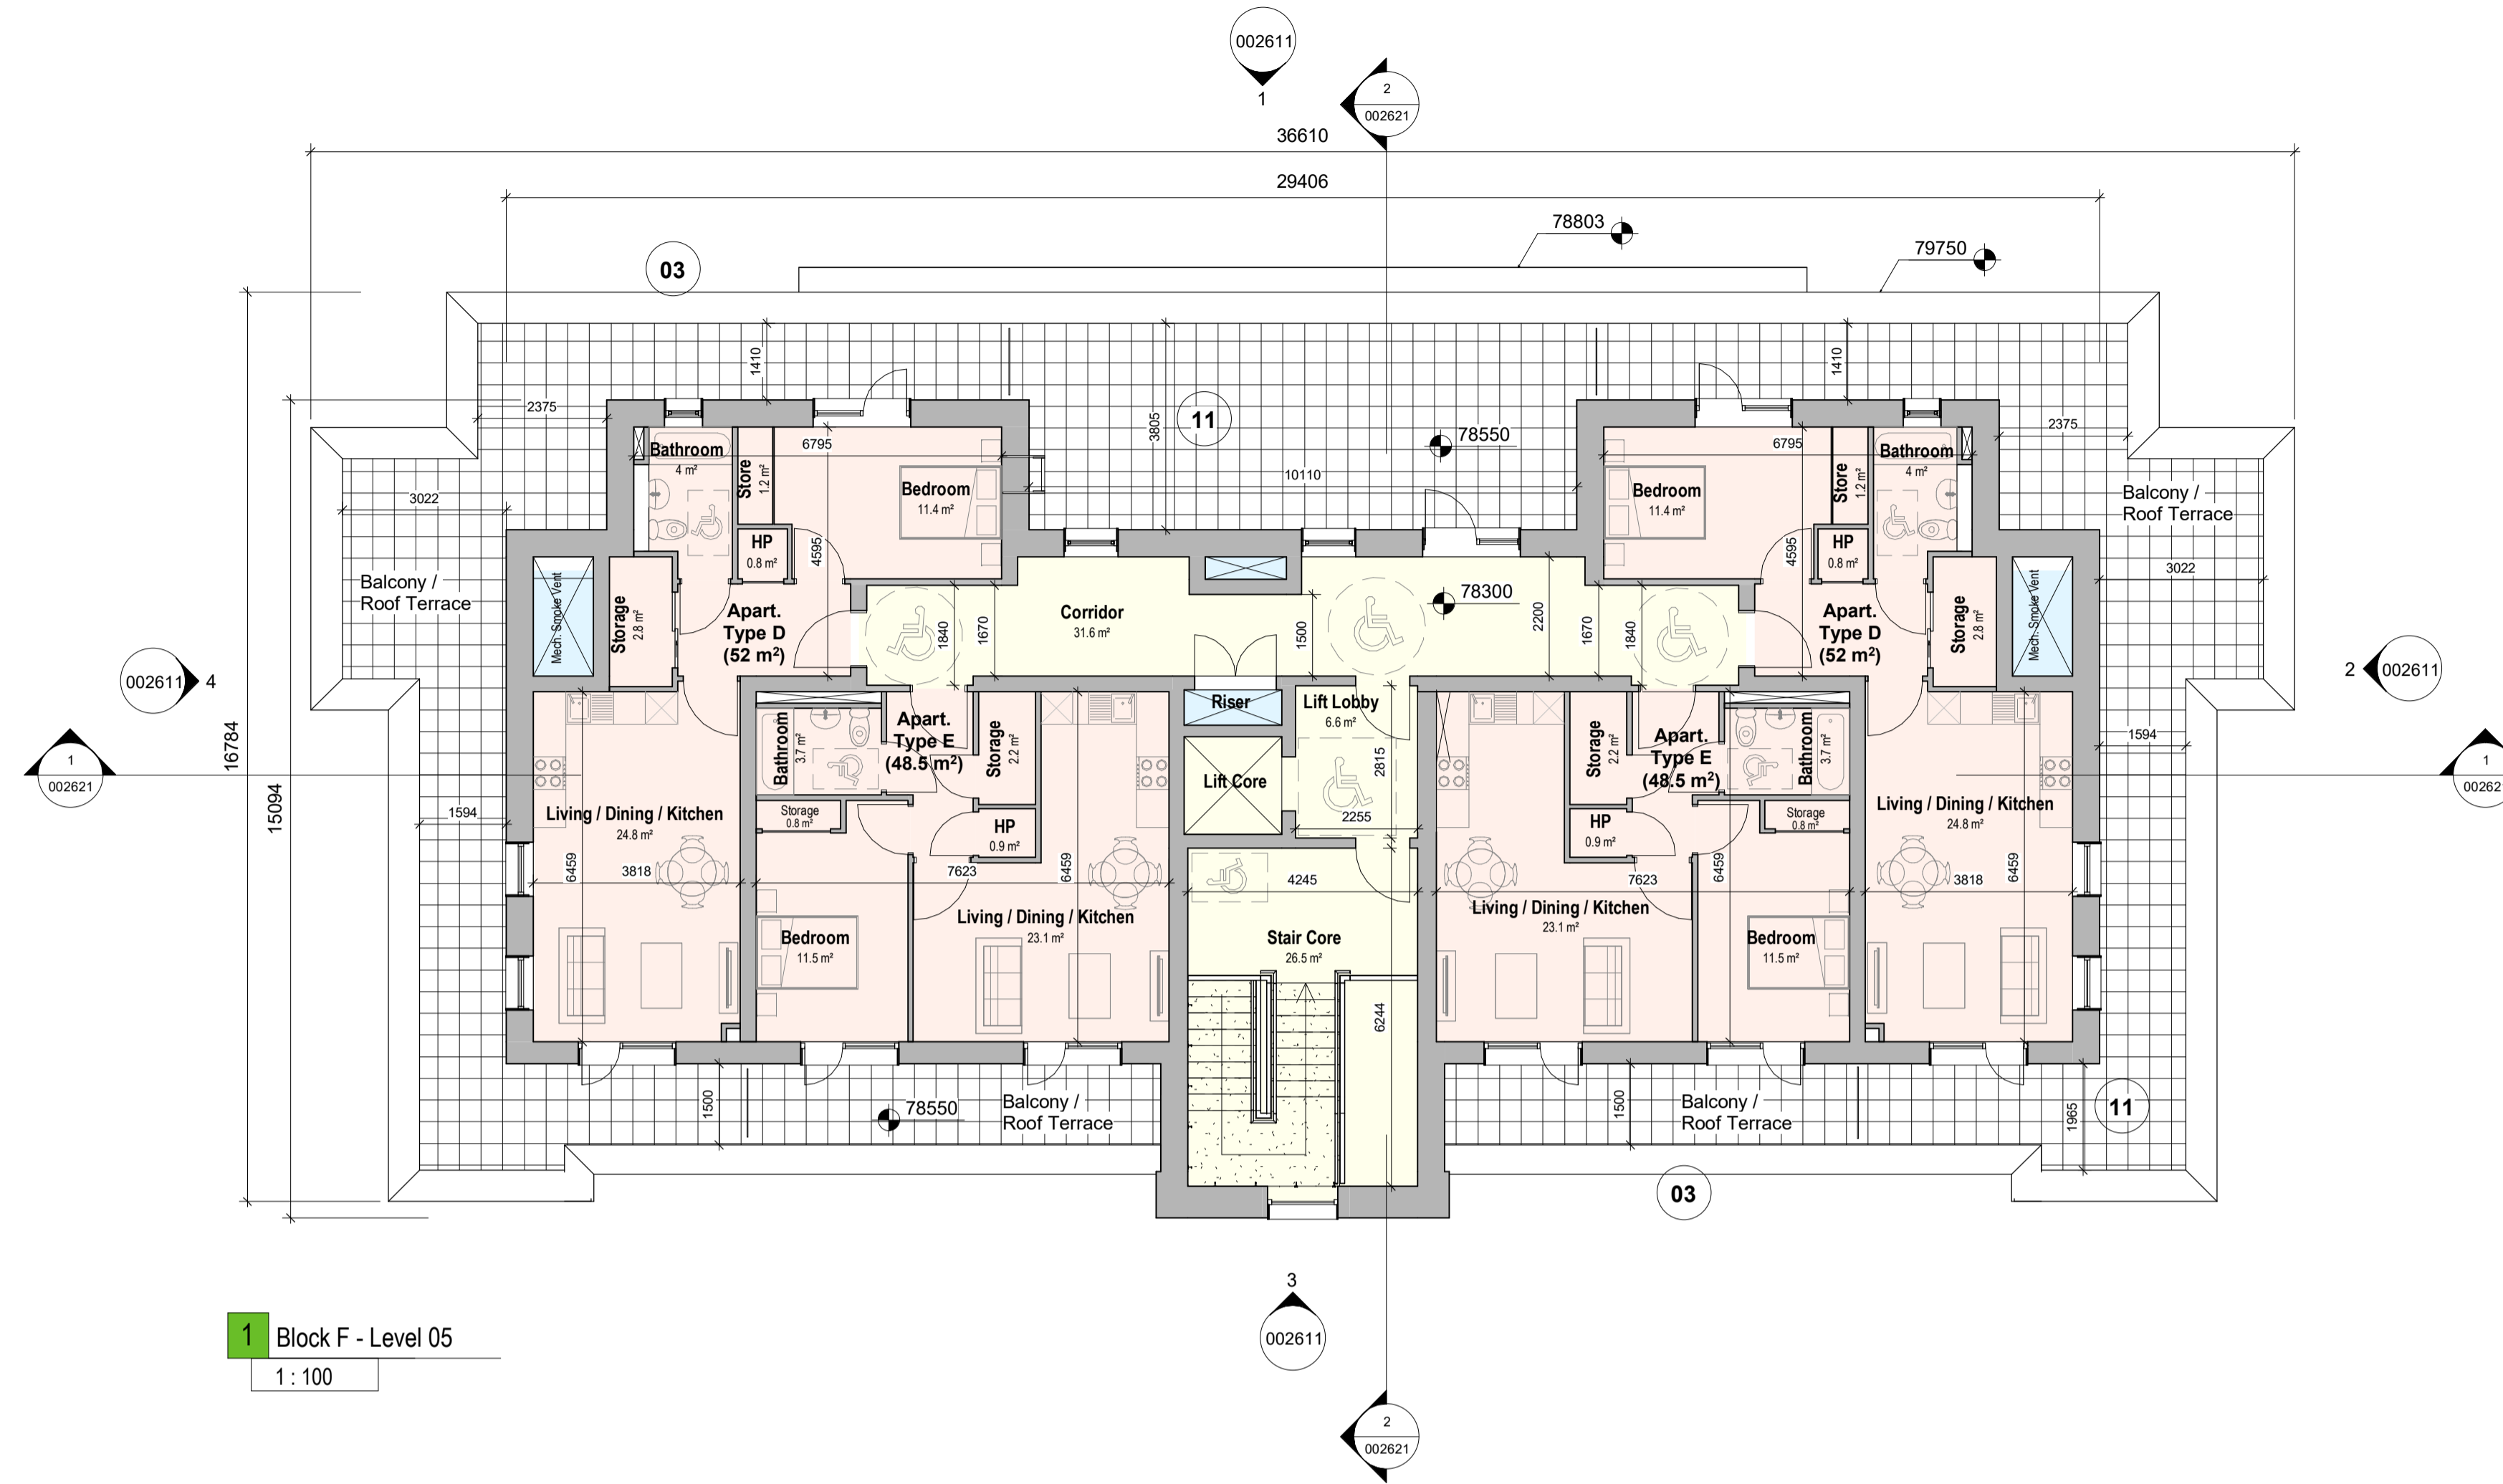 002611
1
2
002621
36610
29406
78803
79750
03
1410
3805
1410
2375
11
78550
2375
Bathroom
4 m²
Store
1.2 m²
6795
Bedroom
11.4 m²
10110
6795
Bedroom
11.4 m²
Store
1.2 m²
Bathroom
4 m²
3022
Balcony /
Roof Terrace
Balcony /
Roof Terrace
3022
HP
0.8 m²
4595
HP
0.8 m²
4595
Mech. Smoke Vent
Storage
2.8 m²
Apart.
Type D
(52 m²)
1840
1670
Corridor
31.6 m²
1500
78300
2200
1670
1840
Apart.
Type D
(52 m²)
Storage
2.8 m²
Mech. Smoke Vent
002611
4
2
002611
16784
15094
1
002621
1
Riser
Lift Lobby
6.6 m²
Lift Core
2815
2255
Bathroom
3.7 m²
Apart.
Type E
(48.5 m²)
Storage
2.2 m²
Storage
2.2 m²
Apart.
Type E
(48.5 m²)
Bathroom
3.7 m²
1594
1594
Living / Dining / Kitchen
24.8 m²
Storage
0.8 m²
HP
0.9 m²
HP
0.9 m²
Storage
0.8 m²
Living / Dining / Kitchen
24.8 m²
6459
3818
7623
6459
4245
7623
6459
3818
6459
Bedroom
11.5 m²
Living / Dining / Kitchen
23.1 m²
Stair Core
26.5 m²
Living / Dining / Kitchen
23.1 m²
Bedroom
11.5 m²
6244
1500
78550
Balcony /
Roof Terrace
1500
Balcony /
Roof Terrace
1965
11
03
3
002611
1 Block F - Level 05
1 : 100
2
002621